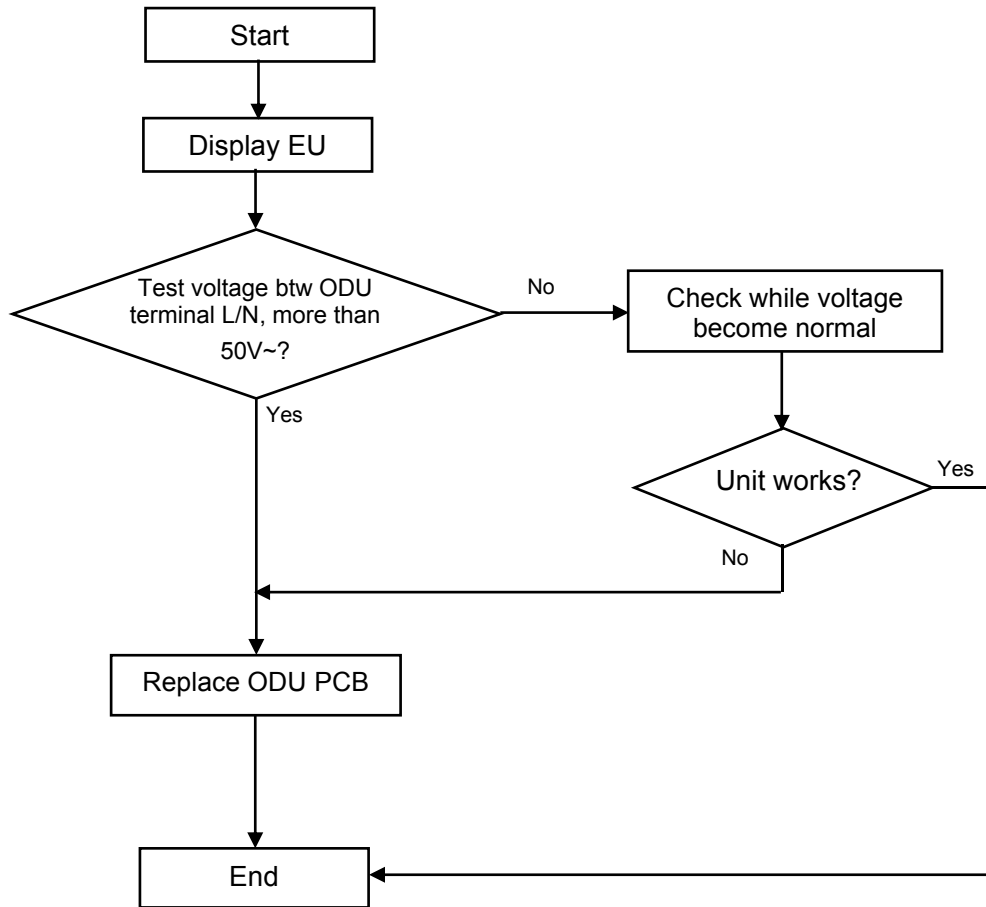 Start
Display EU
Test voltage btw ODU
terminal L/N, more than
50V~?
No
Check while voltage
become normal
Yes
Unit works?
Yes
No
Replace ODU PCB
End